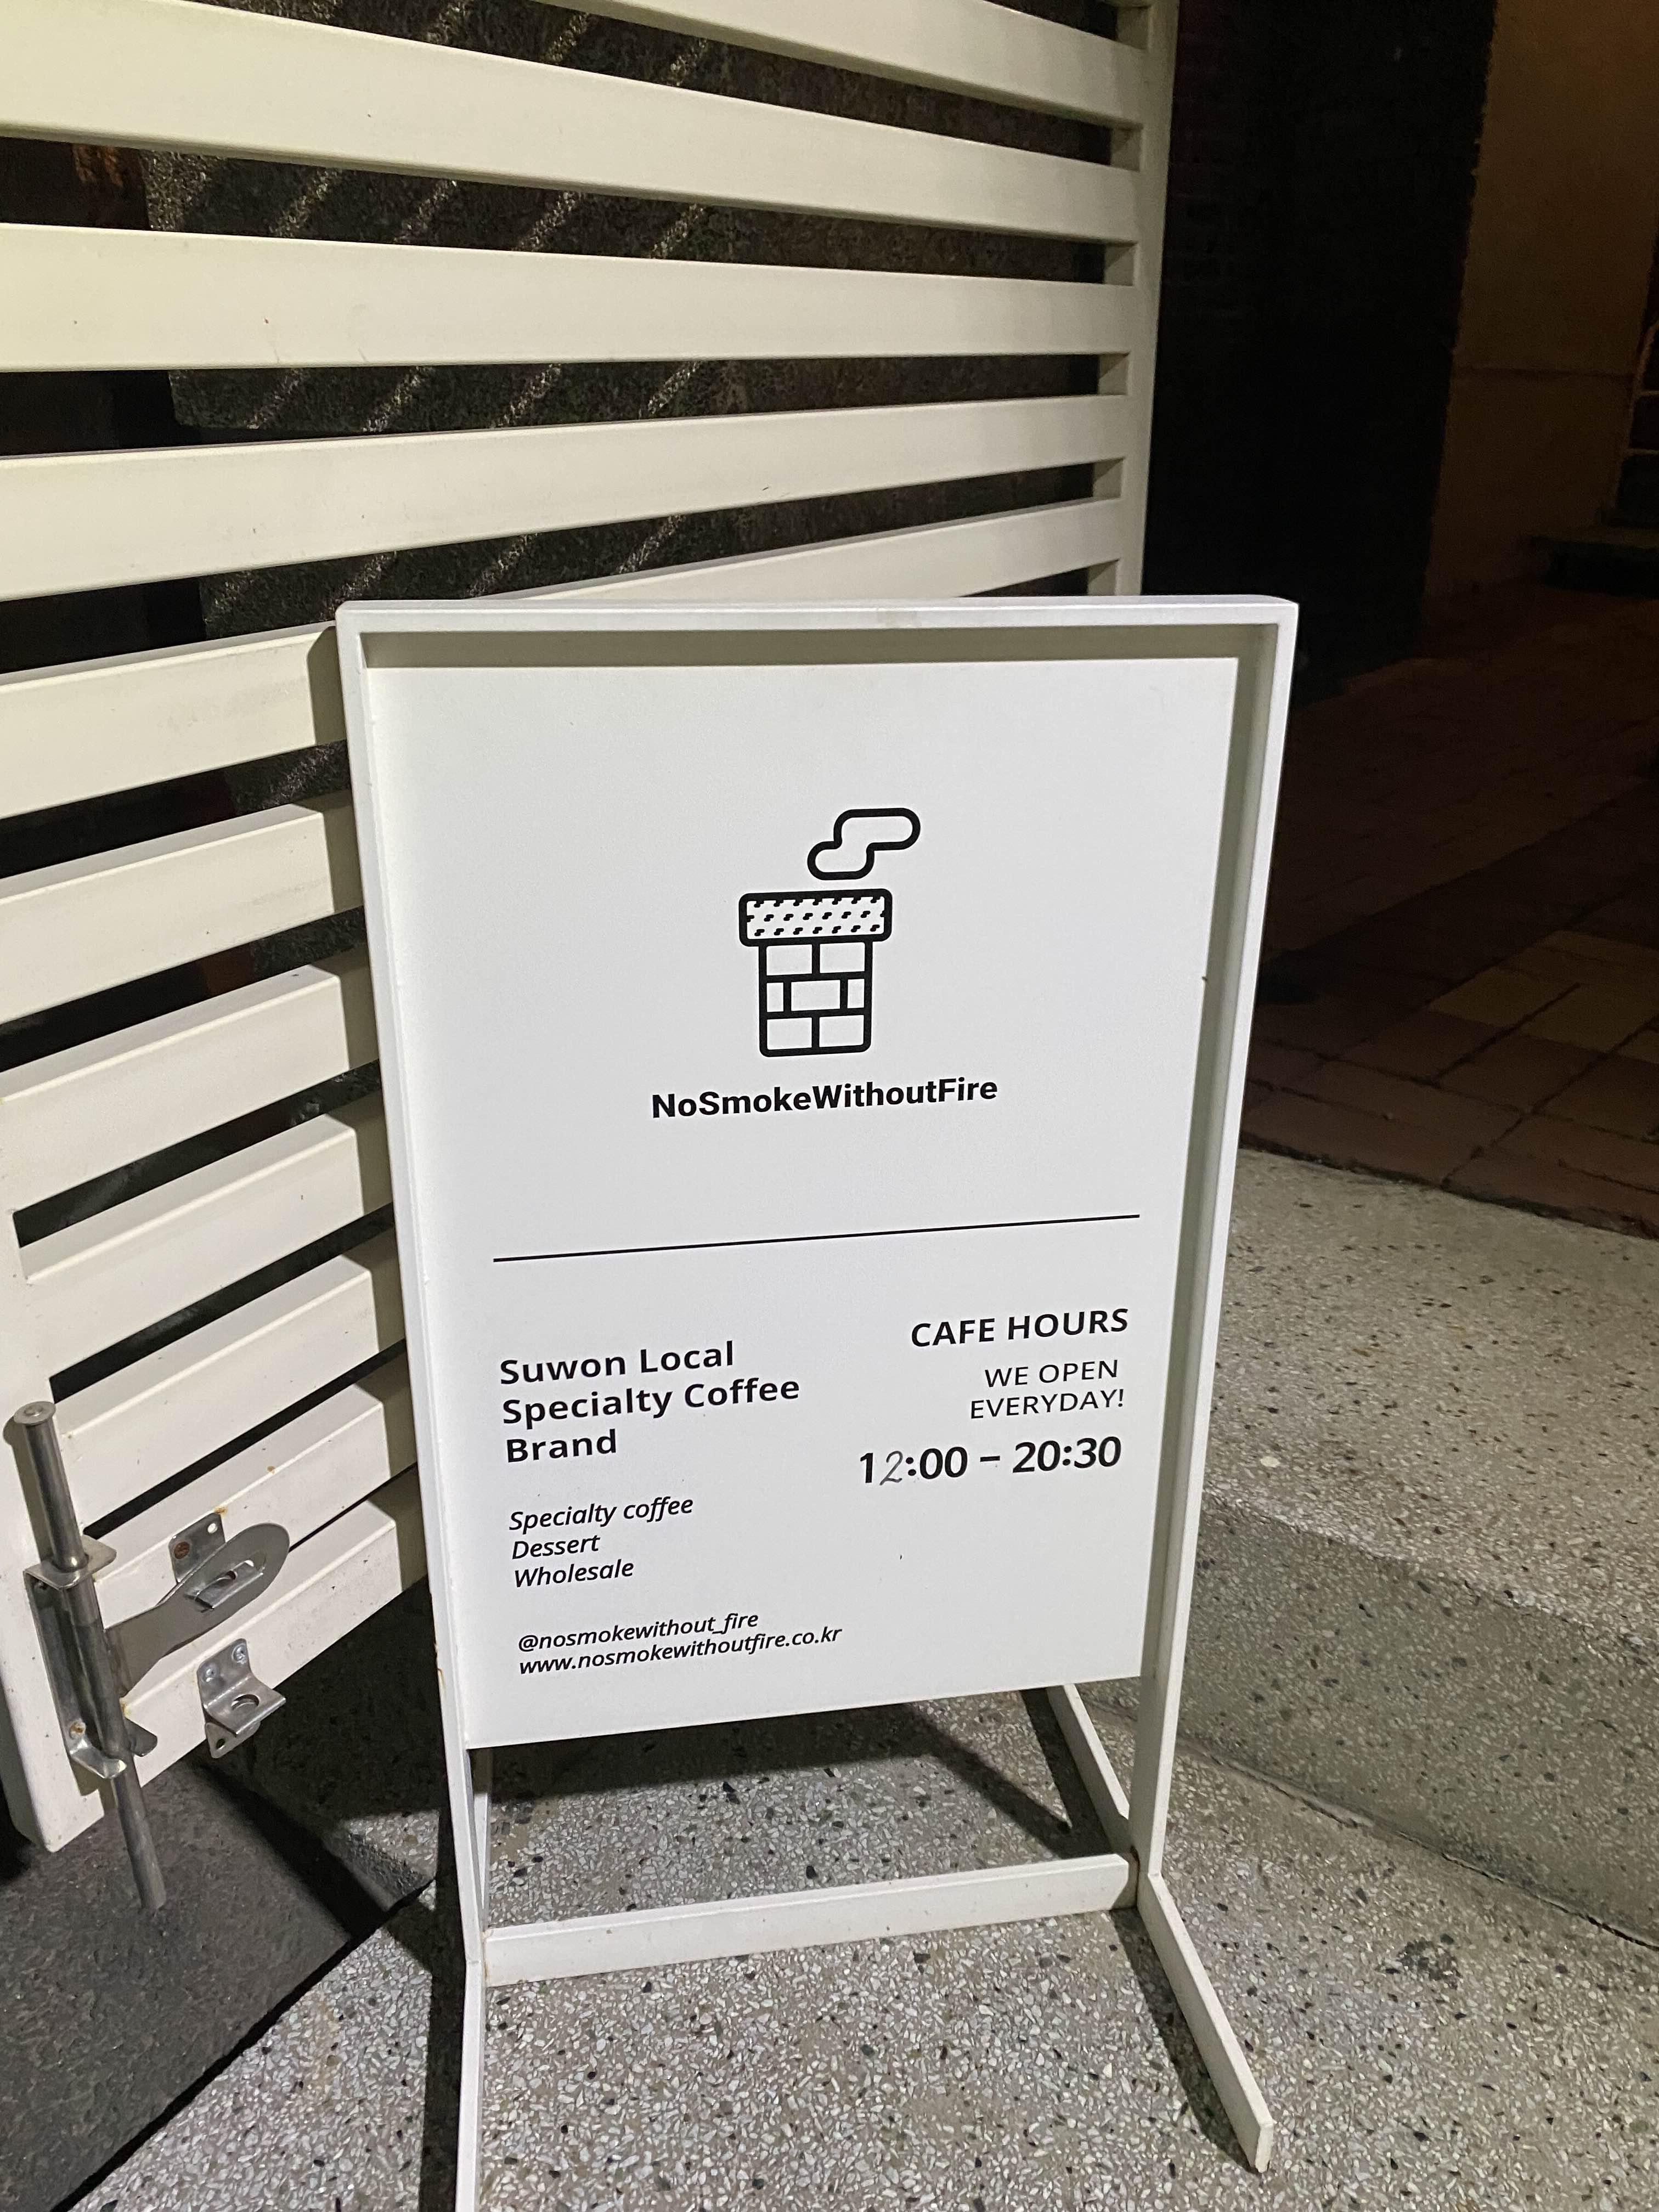 NoSmokeWithoutFire
Suwon Local
Specialty Coffee
Brand
Specialty coffee
Dessert
Wholesale
@nosmokewithout_fire
www.nosmokewithoutfire.co.kr
CAFE HOURS
WE OPEN
EVERYDAY!
12:00 – 20:30